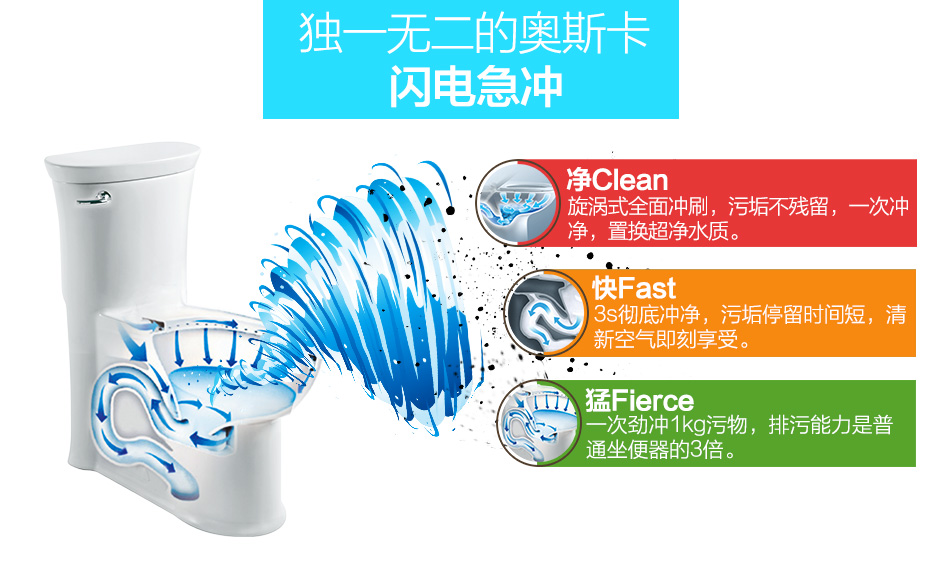 独一无二的奥斯卡
闪电急冲
净Clean
旋涡式全面冲刷，污垢不残留，一次冲
净，置换超净水质。
快Fast
3s彻底冲净，污垢停留时间短，清
新空气即刻享受。
猛Fierce
一次劲冲1kg污物，排污能力是普
通坐便器的3倍。